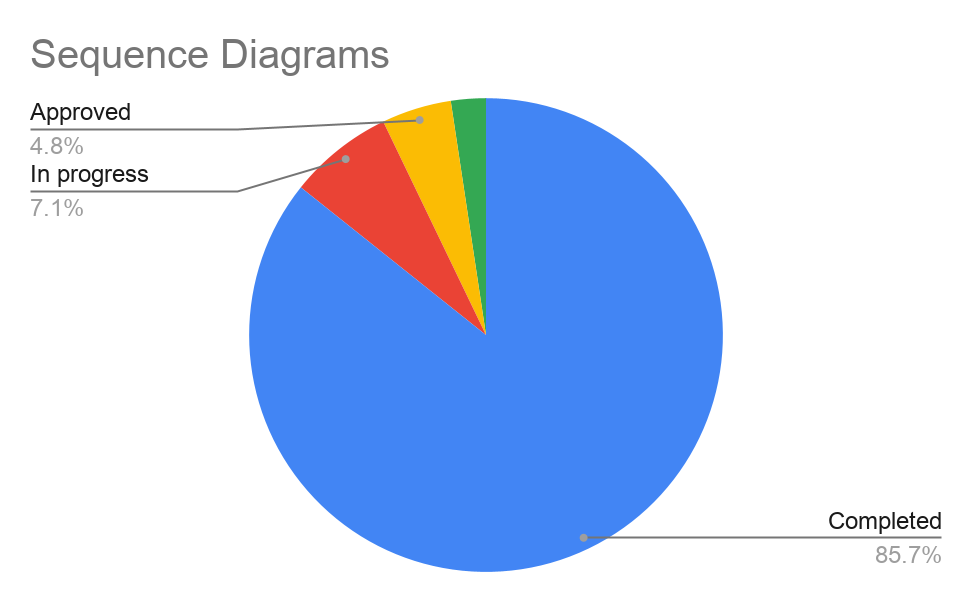 Sequence Diagrams
Approved
4.8%
In progress
7.1%
Completed
85.7%